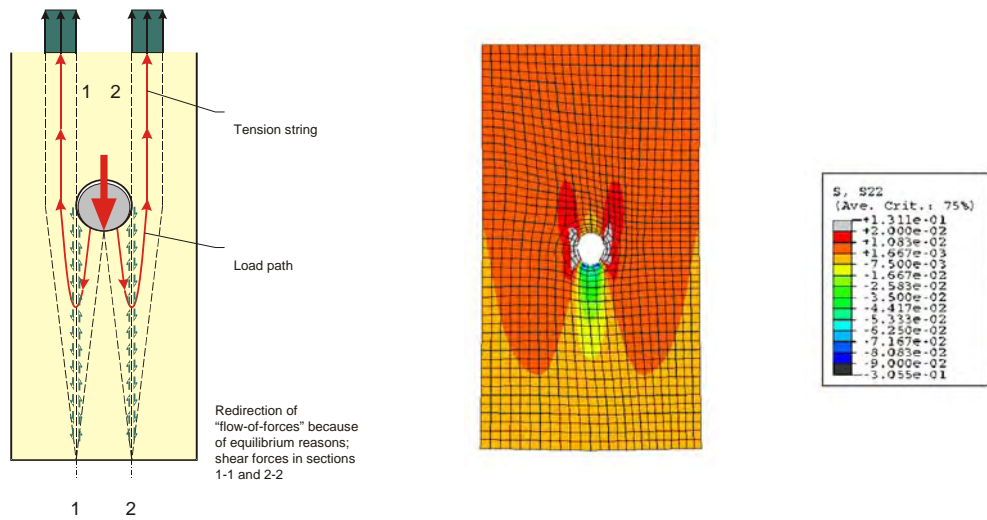 1 2
Tension string
Load path
Redirection of
“flow-of-forces” because
of equilibrium reasons;
shear forces in sections
1-1 and 2-2
1 2
S, S22
(Ave. Crit.: 75%)
+1.311e-01
+2.000e-02
+1.083e-02
+1.667e-03
-7.500e-03
-1.667e-02
-2.583e-02
-3.500e-02
-4.417e-02
-5.333e-02
-6.250e-02
-7.167e-02
-8.083e-02
-9.000e-02
-3.055e-01